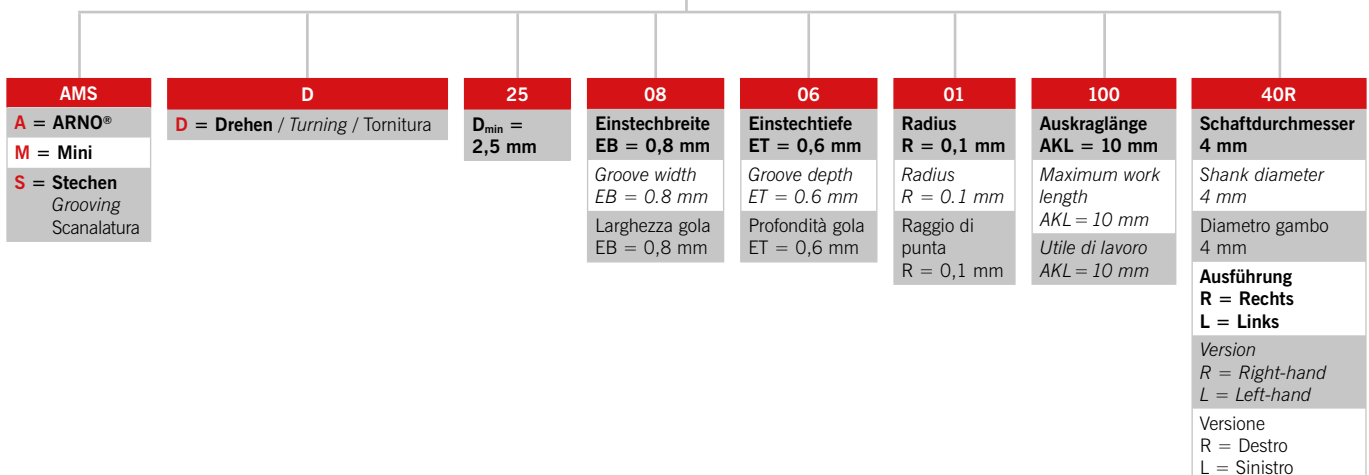 AMS
A = ARNO®
M = Mini
S = Stechen
Grooving
Scanalatura
D
D = Drehen / Turning / Tornitura
25
Dmin =
2,5 mm
08
Einstechbreite
EB = 0,8 mm
Groove width
EB = 0.8 mm
Larghezza gola
EB = 0,8 mm
06
Einstechtiefe
ET = 0,6 mm
Groove depth
ET = 0.6 mm
Profondità gola
ET = 0,6 mm
01
Radius
R = 0,1 mm
Radius
R = 0.1 mm
Raggio di
punta
R = 0,1 mm
100
Auskraglänge
AKL = 10 mm
Maximum work
length
AKL = 10 mm
Utile di lavoro
AKL = 10 mm
40R
Schaftdurchmesser
4 mm
Shank diameter
4 mm
Diametro gambo
4 mm
Ausführung
R = Rechts
L = Links
Version
R = Right-hand
L = Left-hand
Versione
R = Destro
L = Sinistro